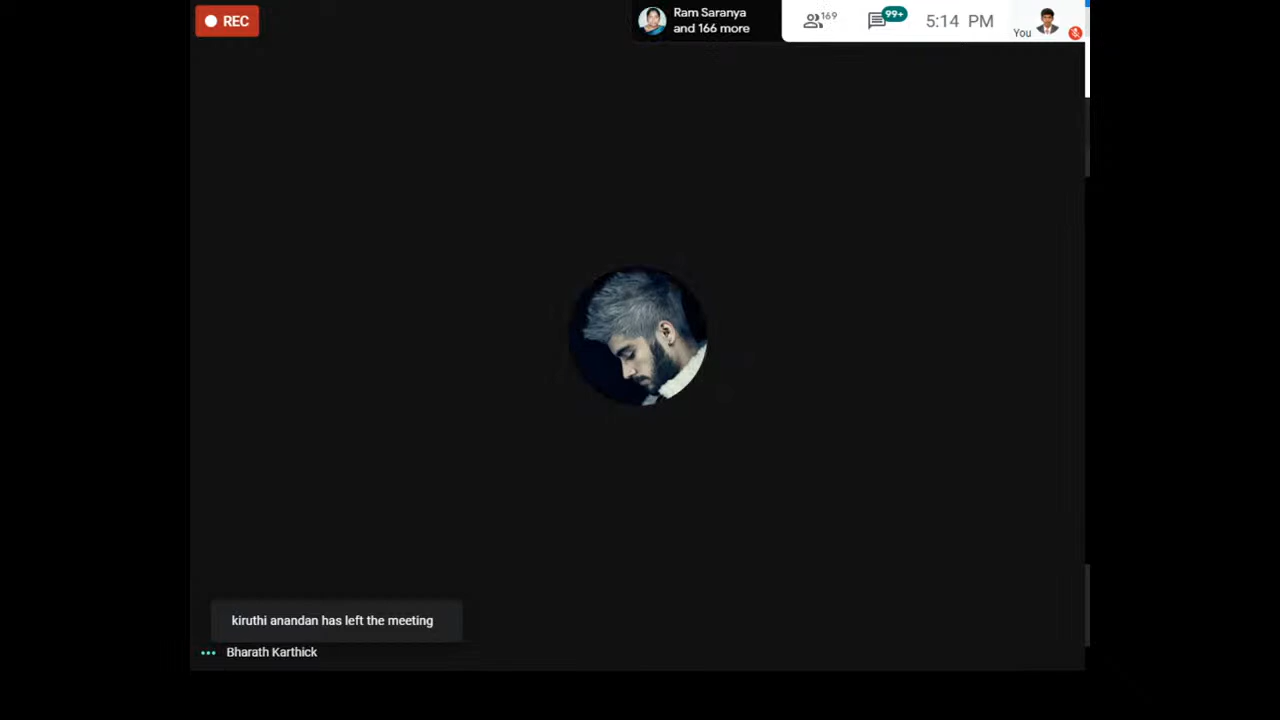 REC
Ram Saranya
and 166 more
169
99+
5:14 PM
You
kiruthi anandan has left the meeting
Bharath Karthick